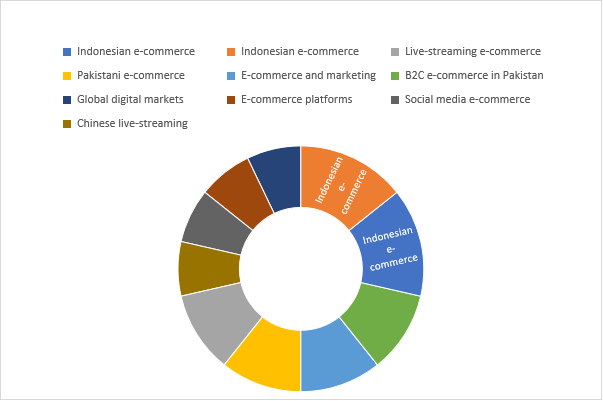 Indonesian e-commerce
Indonesian e-commerce
Live-streaming e-commerce
Pakistani e-commerce
E-commerce and marketing
B2C e-commerce in Pakistan
Global digital markets
E-commerce platforms
Social media e-commerce
Chinese live-streaming
Indonesian
e-
commerce
Indonesian
e-
commerce